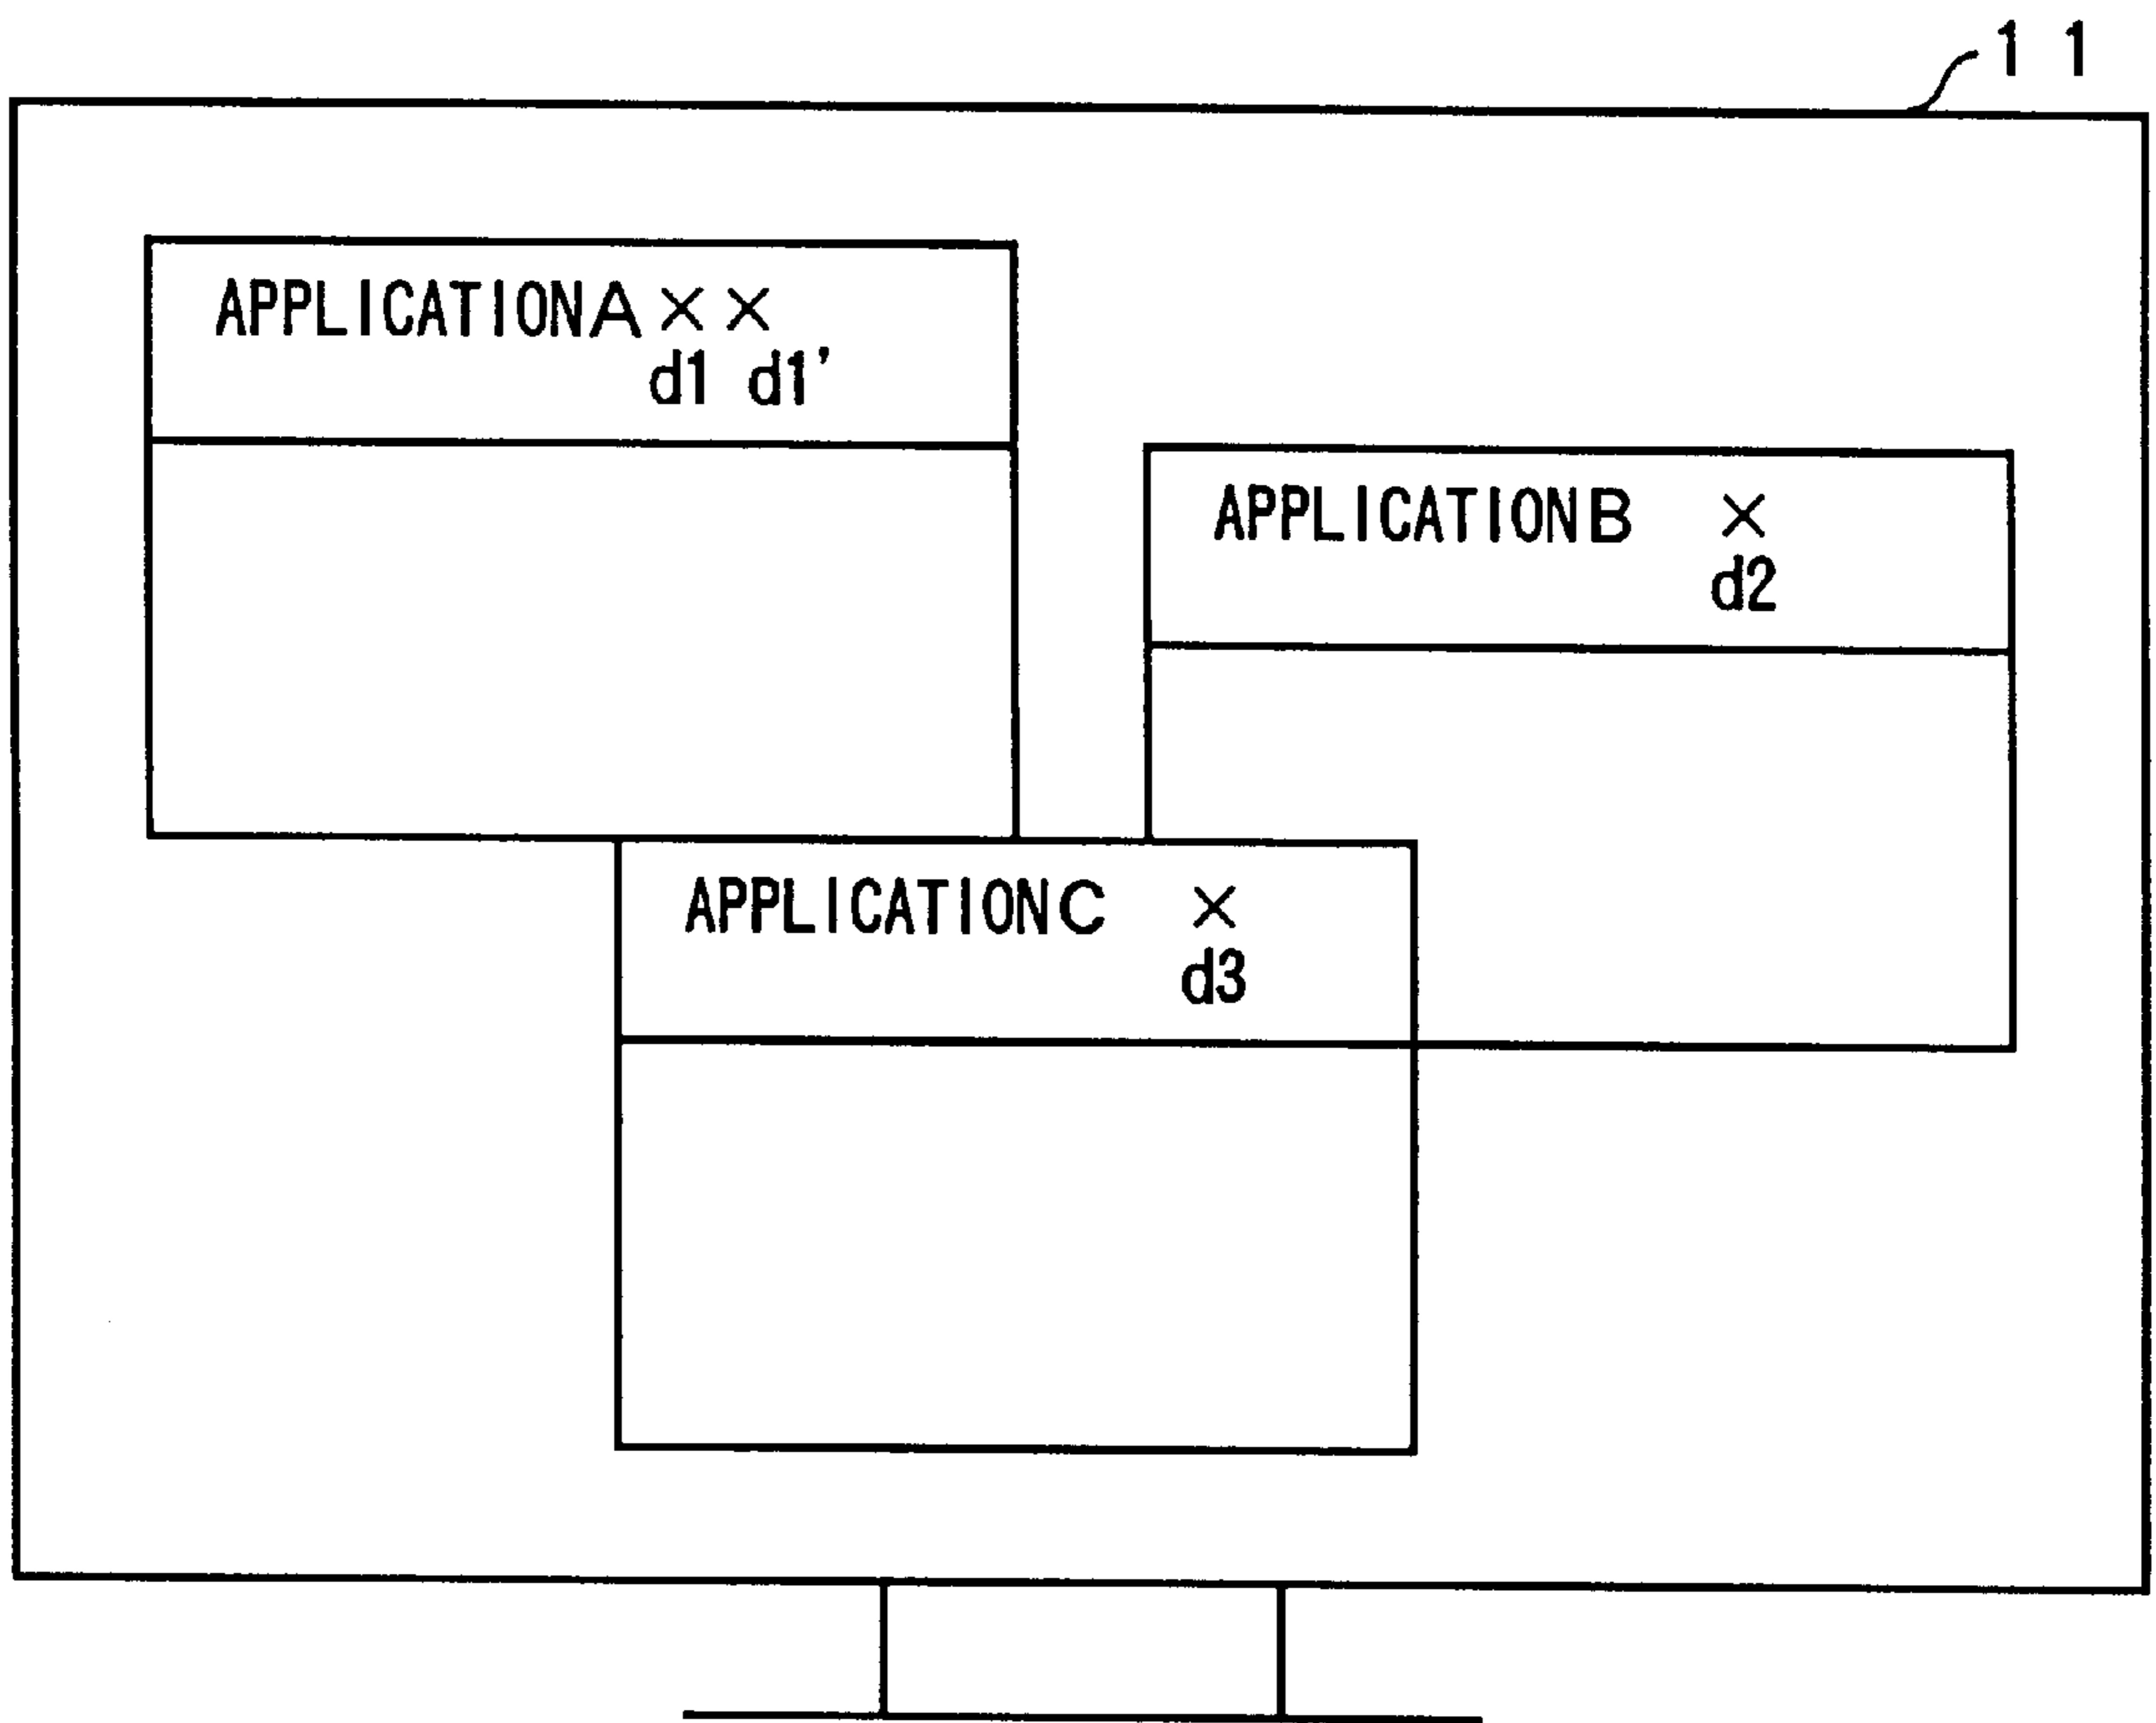 11
APPLICATIONA ××
d1 d1'
APPLICATIONB ×
d2
APPLICATIONC ×
d3